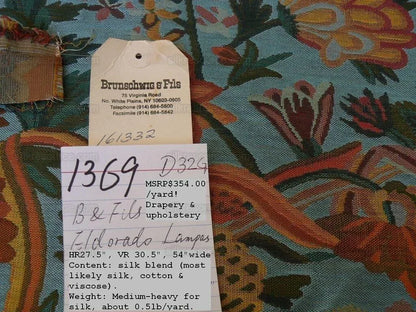 Brunschwig & Fils
75 Virginia Road
No. White Plains, NY 10603-0905
Telephone (914) 684-5800
Facsimile (914) 684-5842
161332
1369 D32G
MSRP$354.00
/yard!
B & Fils Drapery &
upholstery
Eldorado Lampas
HR27.5", VR 30.5", 54"wide
Content: silk blend (most
likely silk, cotton &
viscose).
Weight: Medium-heavy for
silk, about 0.5lb/yard.